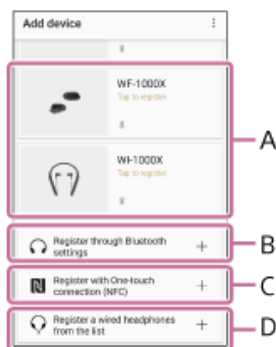 Add device
WF-1000X
Tap to register
WI-1000X
Tap to register
Register through Bluetooth
settings
Register with One-touch
connection (NFC)
Register a wired headphones
from the list
A
B
C
D